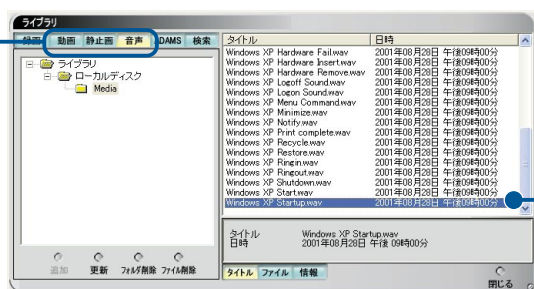 ライブラリ
録画 動画 静止画 音声 DAMS 検索
ライブラリ
ローカルディスク
Media
追加 更新 フォルダ削除 ファイル削除
タイトル 日時
Windows XP Hardware Fail.wav 2001年08月28日 午後09時00分
Windows XP Hardware Insert.wav 2001年08月28日 午後09時00分
Windows XP Hardware Remove.wav 2001年08月28日 午後09時00分
Windows XP Logoff Sound.wav 2001年08月28日 午後09時00分
Windows XP Logon Sound.wav 2001年08月28日 午後09時00分
Windows XP Menu Command.wav 2001年08月28日 午後09時00分
Windows XP Minimize.wav 2001年08月28日 午後09時00分
Windows XP Notify.wav 2001年08月28日 午後09時00分
Windows XP Print complete.wav 2001年08月28日 午後09時00分
Windows XP Recycle.wav 2001年08月28日 午後09時00分
Windows XP Restore.wav 2001年08月28日 午後09時00分
Windows XP Ringin.wav 2001年08月28日 午後09時00分
Windows XP Ringout.wav 2001年08月28日 午後09時00分
Windows XP Shutdown.wav 2001年08月28日 午後09時00分
Windows XP Start.wav 2001年08月28日 午後09時00分
Windows XP Startup.wav 2001年08月28日 午後09時00分
タイトル Windows XP Startup.wav
日時 2001年08月28日 午後 09時00分
タイトル ファイル 情報
閉じる